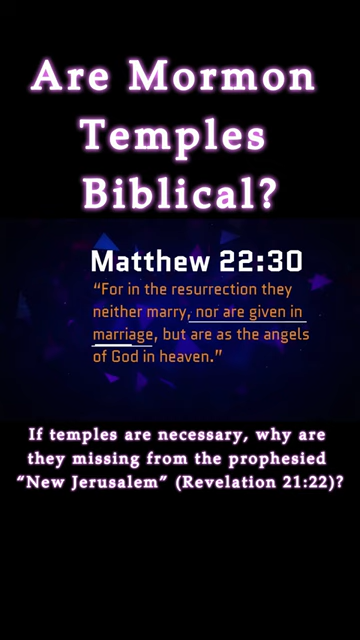 Are Mormon
Temples
Biblical?
Matthew 22:30
“For in the resurrection they
neither marry, nor are given in
marriage, but are as the angels
of God in heaven.”
If temples are necessary, why are
they missing from the prophesied
“New Jerusalem” (Revelation 21:22)?